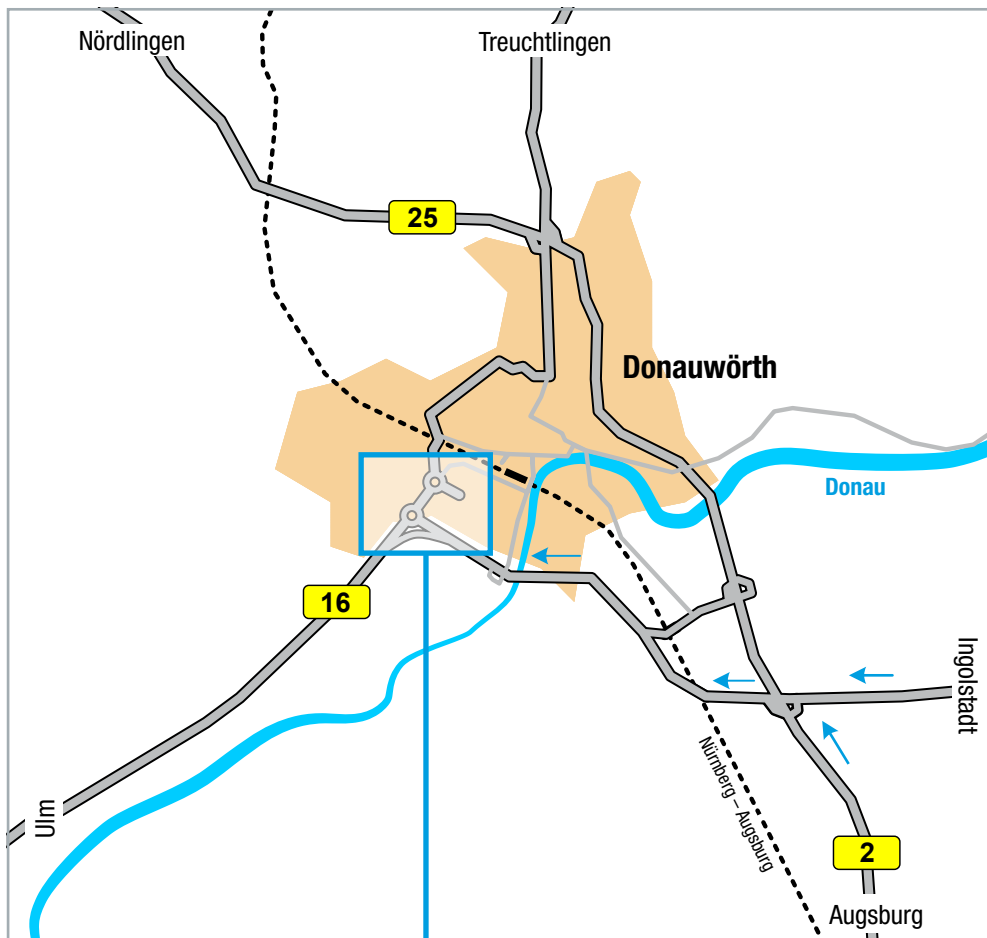 Nördlingen
Treuchtlingen
25
Donauwörth
Donau
16
Ingolstadt
Nürnberg – Augsburg
Ulm
2
Augsburg